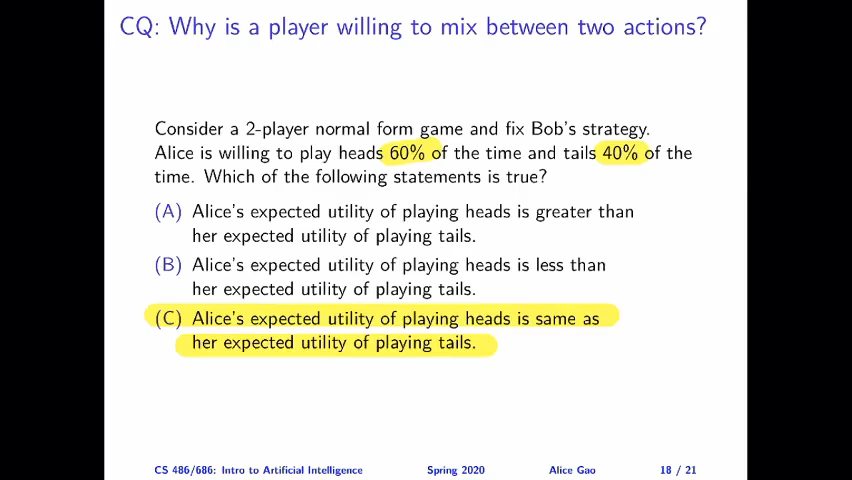 CQ: Why is a player willing to mix between two actions?
Consider a 2-player normal form game and fix Bob's strategy.
Alice is willing to play heads 60% of the time and tails 40% of the
time. Which of the following statements is true?
(A) Alice's expected utility of playing heads is greater than
her expected utility of playing tails.
(B) Alice's expected utility of playing heads is less than
her expected utility of playing tails.
(C) Alice's expected utility of playing heads is same as
her expected utility of playing tails.
CS 486/686: Intro to Artificial Intelligence Spring 2020 Alice Gao 18 / 21